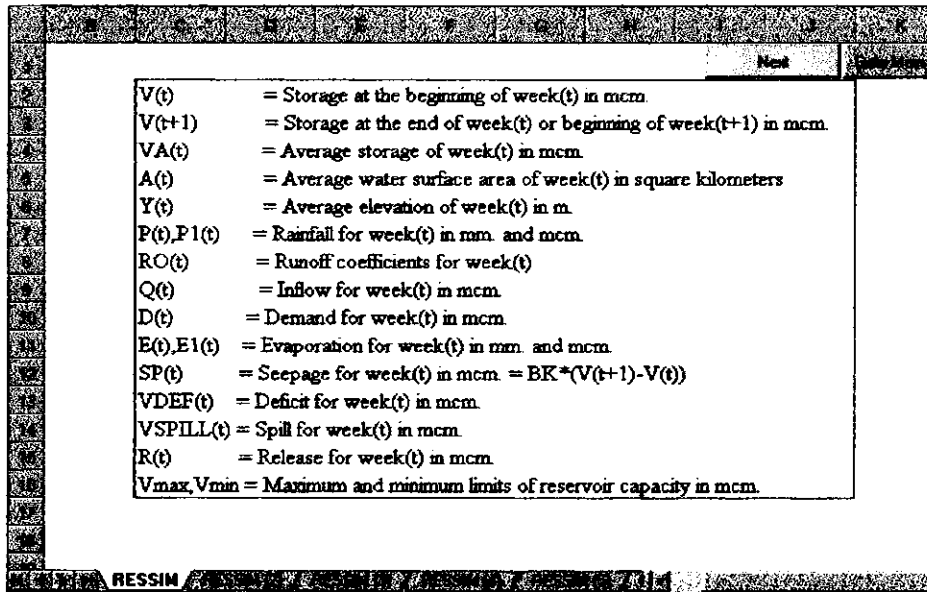 B C D E F G H I J K
Next
V(t) = Storage at the beginning of week(t) in mcm.
V(t+1) = Storage at the end of week(t) or beginning of week(t+1) in mcm.
VA(t) = Average storage of week(t) in mcm.
A(t) = Average water surface area of week(t) in square kilometers
Y(t) = Average elevation of week(t) in m.
P(t),P1(t) = Rainfall for week(t) in mm. and mcm.
RO(t) = Runoff coefficients for week(t)
Q(t) = Inflow for week(t) in mcm.
D(t) = Demand for week(t) in mcm.
E(t),E1(t) = Evaporation for week(t) in mm. and mcm.
SP(t) = Seepage for week(t) in mcm. = BK*(V(t+1)-V(t))
VDEF(t) = Deficit for week(t) in mcm.
VSPILL(t) = Spill for week(t) in mcm.
R(t) = Release for week(t) in mcm.
Vmax,Vmin = Maximum and minimum limits of reservoir capacity in mcm.
RESSIM